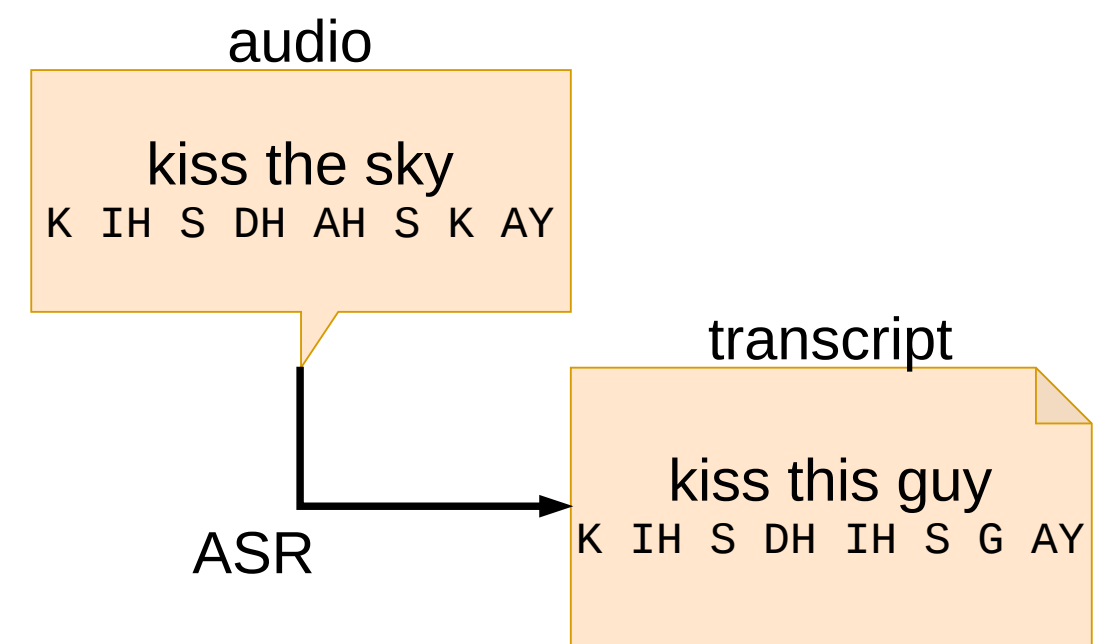 audio
kiss the sky
K IH S DH AH S K AY
transcript
kiss this guy
K IH S DH IH S G AY
ASR